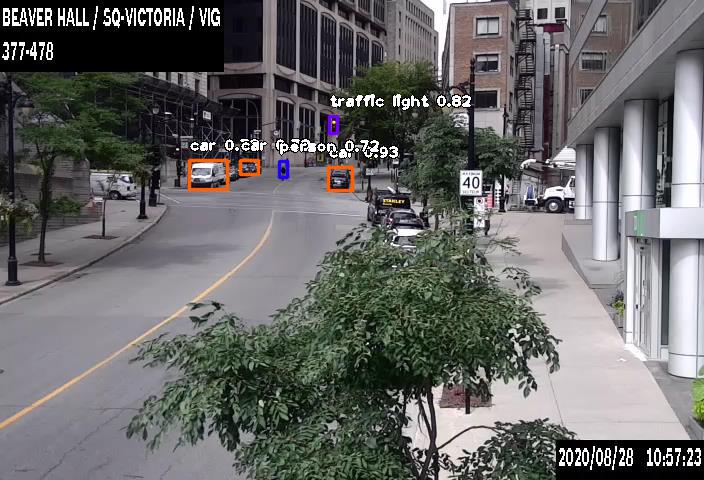 BEAVER HALL / SQ-VICTORIA / VIG
377-478
traffic light 0.82
car 0.
car 0.
person 0.72
car 0.93
STANLEY
MAXIMUM
40
2020/08/28 10:57:23